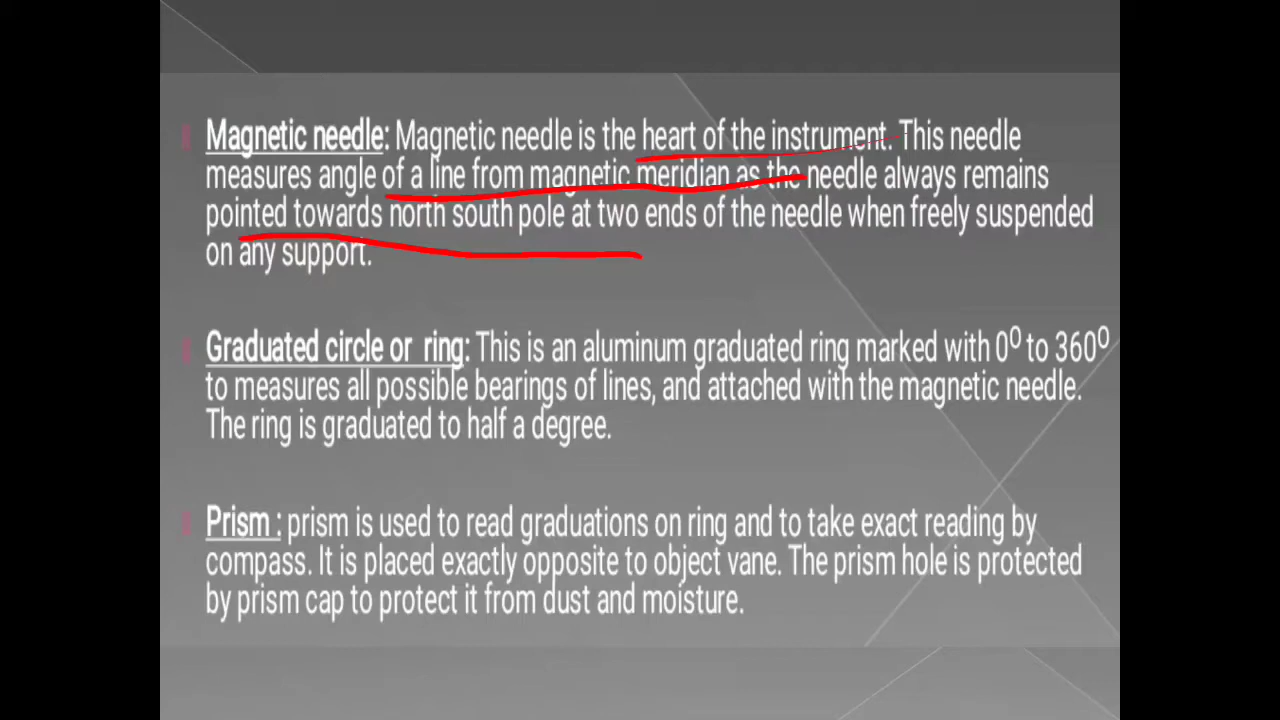 Magnetic needle: Magnetic needle is the heart of the instrument. This needle
measures angle of a line from magnetic meridian as the needle always remains
pointed towards north south pole at two ends of the needle when freely suspended
on any support.
Graduated circle or ring: This is an aluminum graduated ring marked with 0⁰ to 360⁰
to measures all possible bearings of lines, and attached with the magnetic needle.
The ring is graduated to half a degree.
Prism : prism is used to read graduations on ring and to take exact reading by
compass. It is placed exactly opposite to object vane. The prism hole is protected
by prism cap to protect it from dust and moisture.